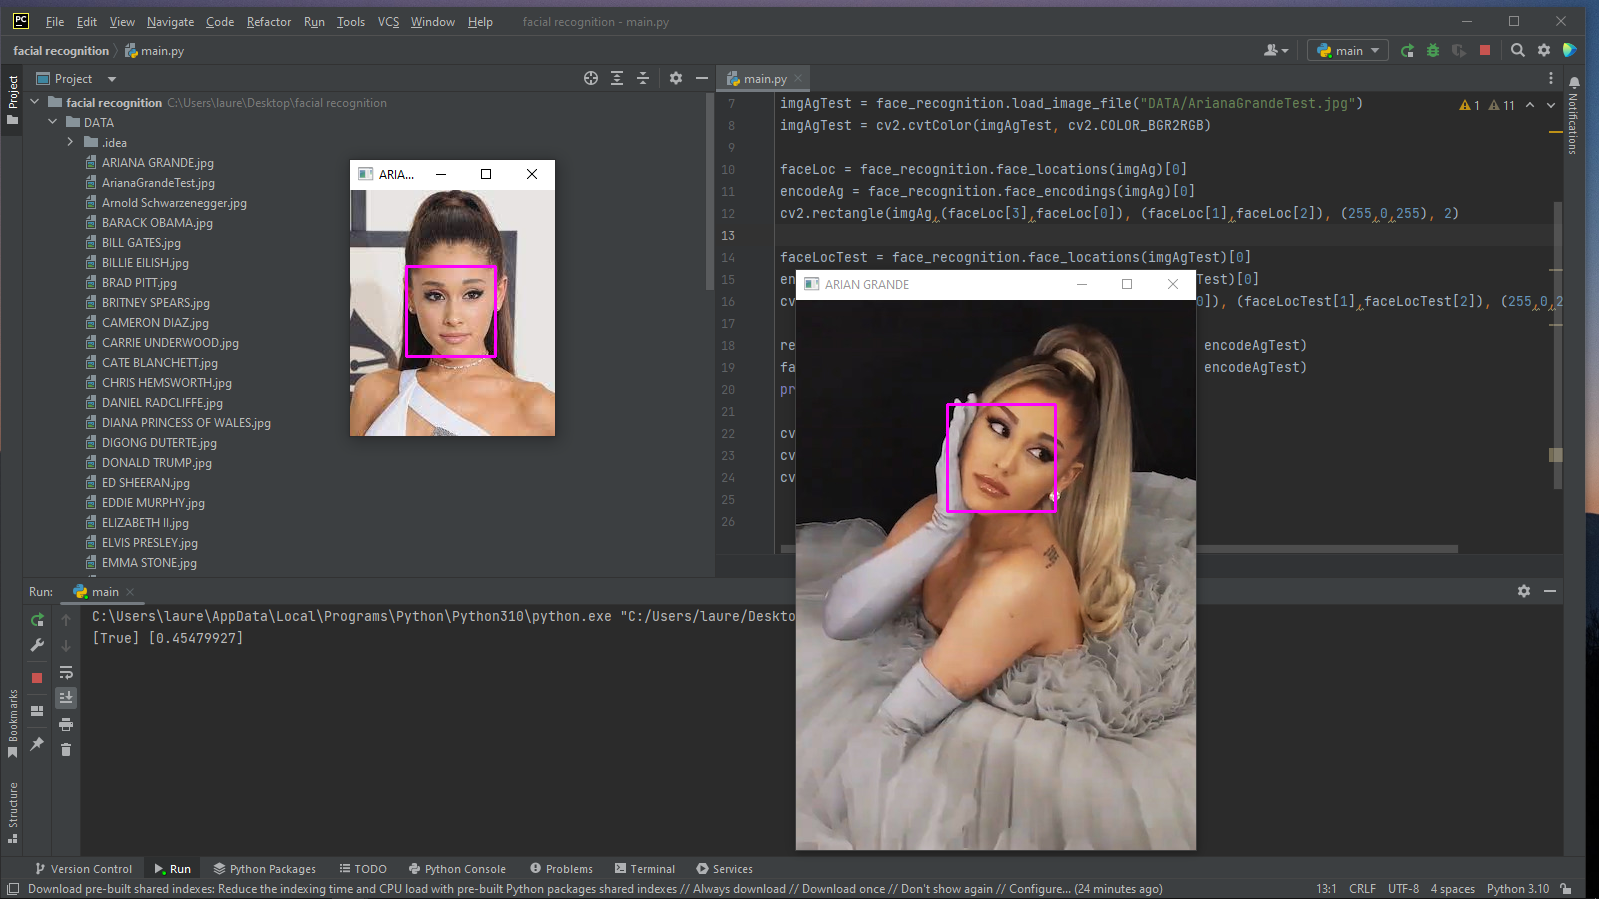 File Edit View Navigate Code Refactor Run Tools VCS Window Help facial recognition - main.py
facial recognition main.py
main
Project
Project
main.py
facial recognition C:\Users\laure\Desktop\facial recognition
DATA
.idea
ARIANA GRANDE.jpg
ArianaGrandeTest.jpg
Arnold Schwarzenegger.jpg
BARACK OBAMA.jpg
BILL GATES.jpg
BILLIE EILISH.jpg
BRAD PITT.jpg
BRITNEY SPEARS.jpg
CAMERON DIAZ.jpg
CARRIE UNDERWOOD.jpg
CATE BLANCHETT.jpg
CHRIS HEMSWORTH.jpg
DANIEL RADCLIFFE.jpg
DIANA PRINCESS OF WALES.jpg
DIGONG DUTERTE.jpg
DONALD TRUMP.jpg
ED SHEERAN.jpg
EDDIE MURPHY.jpg
ELIZABETH II.jpg
ELVIS PRESLEY.jpg
EMMA STONE.jpg
ARIA...
7 imgAgTest = face_recognition.load_image_file("DATA/ArianaGrandeTest.jpg")
1 11
8 imgAgTest = cv2.cvtColor(imgAgTest, cv2.COLOR_BGR2RGB)
9
10 faceLoc = face_recognition.face_locations(imgAg)[0]
11 encodeAg = face_recognition.face_encodings(imgAg)[0]
12 cv2.rectangle(imgAg,(faceLoc[3],faceLoc[0]), (faceLoc[1],faceLoc[2]), (255,0,255), 2)
13
14 faceLocTest = face_recognition.face_locations(imgAgTest)[0]
15 en Test)[0]
16 cv 0]), (faceLocTest[1],faceLocTest[2]), (255,0,2
17
18 re encodeAgTest)
19 fa encodeAgTest)
20 pr
21
22 cv
23 cv
24 cv
25
26
ARIAN GRANDE
Notifications
Run: main
C:\Users\laure\AppData\Local\Programs\Python\Python310\python.exe "C:/Users/laure/Deskto
[True] [0.45479927]
Bookmarks
Structure
Version Control Run Python Packages TODO Python Console Problems Terminal Services
Download pre-built shared indexes: Reduce the indexing time and CPU load with pre-built Python packages shared indexes // Always download // Download once // Don't show again // Configure... (24 minutes ago) 13:1 CRLF UTF-8 4 spaces Python 3.10